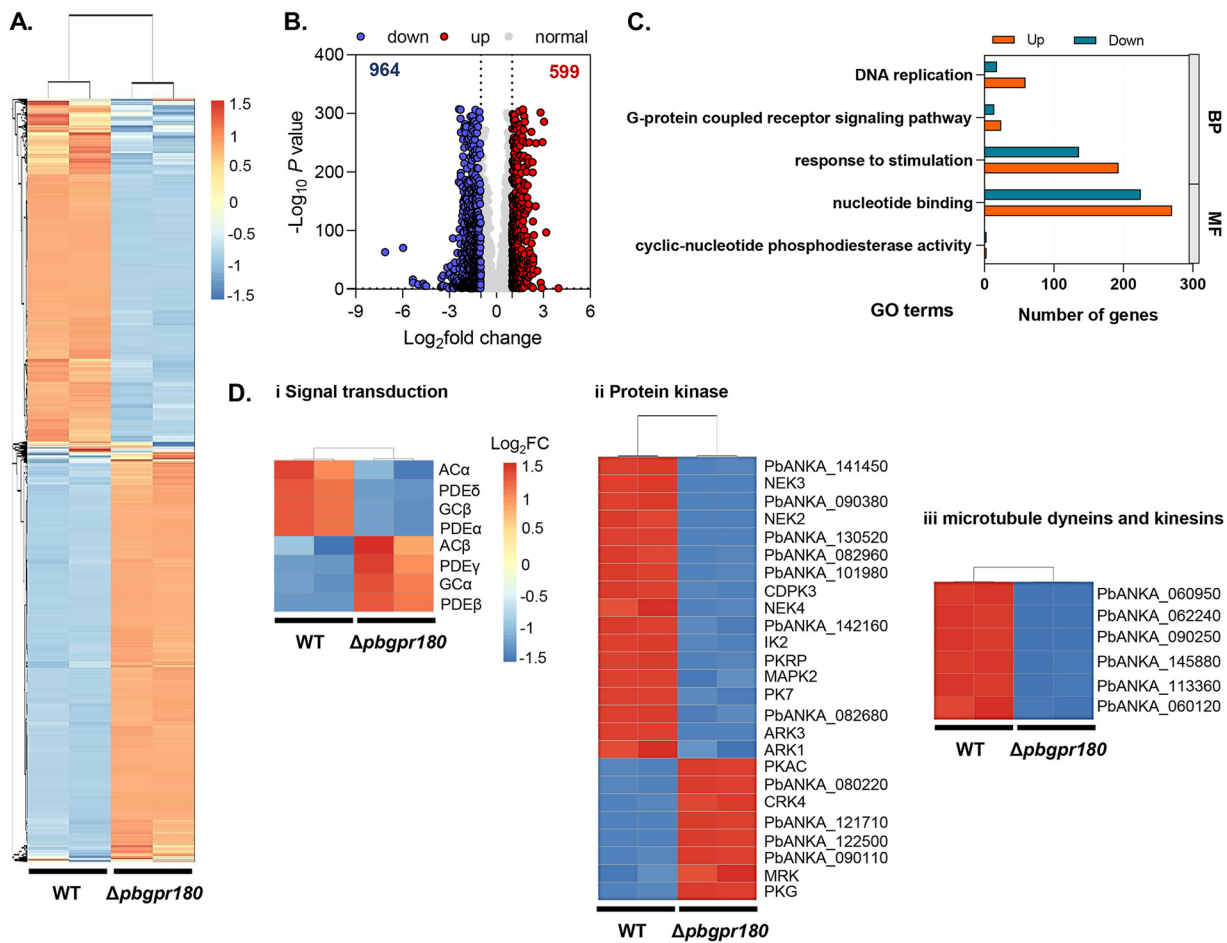 A.
1.5
1
0.5
0
-0.5
-1
-1.5
WT
Δpbgpr180
B.
down
up
normal
964
599
400
300
200
100
0
-Log10 P value
-9
-6
-3
0
3
6
Log2fold change
C.
Up
Down
DNA replication
G-protein coupled receptor signaling pathway
response to stimulation
nucleotide binding
cyclic-nucleotide phosphodiesterase activity
BP
MF
0
100
200
300
GO terms
Number of genes
D.
i Signal transduction
Log2FC
1.5
1
0.5
0
-0.5
-1
-1.5
ACα
PDEδ
GCβ
PDEα
ACβ
PDEγ
GCα
PDEβ
WT
Δpbgpr180
ii Protein kinase
PbANKA_141450
NEK3
PbANKA_090380
NEK2
PbANKA_130520
PbANKA_082960
PbANKA_101980
CDPK3
NEK4
PbANKA_142160
IK2
PKRP
MAPK2
PK7
PbANKA_082680
ARK3
ARK1
PKAC
PbANKA_080220
CRK4
PbANKA_121710
PbANKA_122500
PbANKA_090110
MRK
PKG
WT
Δpbgpr180
iii microtubule dyneins and kinesins
PbANKA_060950
PbANKA_062240
PbANKA_090250
PbANKA_145880
PbANKA_113360
PbANKA_060120
WT
Δpbgpr180